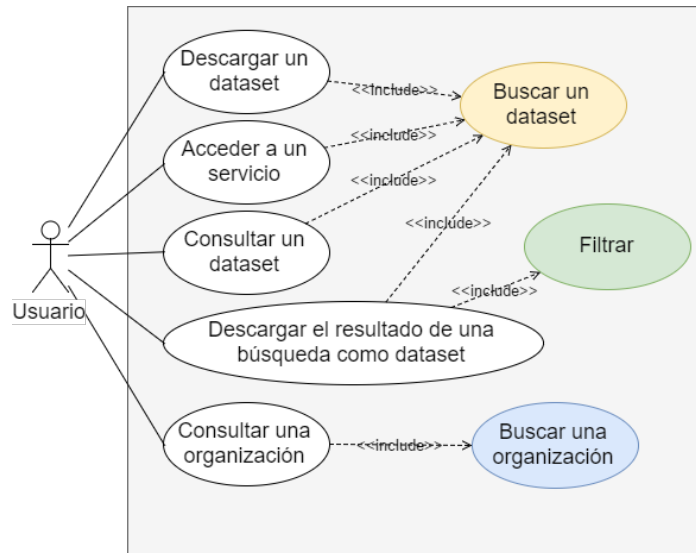 Descargar un
dataset
<<include>>
Buscar un
dataset
Acceder a un
servicio
<<include>>
<<include>>
Consultar un
dataset
<<include>>
Filtrar
<<include>>
Usuario
Descargar el resultado de una
búsqueda como dataset
Consultar una
organización
<<include>>
Buscar una
organización